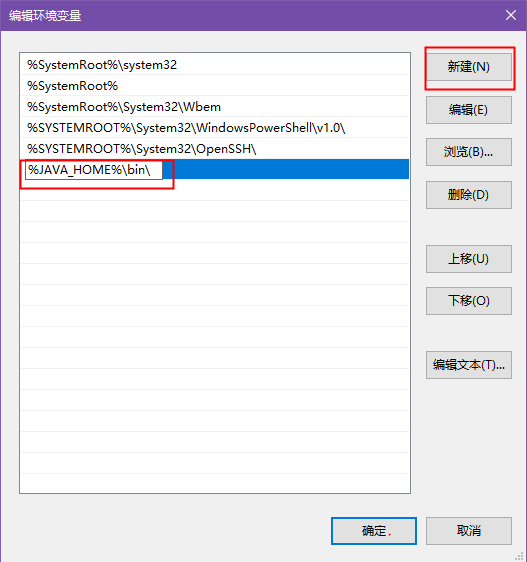 编辑环境变量
%SystemRoot%\system32
%SystemRoot%
%SystemRoot%\System32\Wbem
%SYSTEMROOT%\System32\WindowsPowerShell\v1.0\
%SYSTEMROOT%\System32\OpenSSH\
%JAVA_HOME%\bin\
新建(N)
编辑(E)
浏览(B)...
删除(D)
上移(U)
下移(O)
编辑文本(T)...
确定
取消